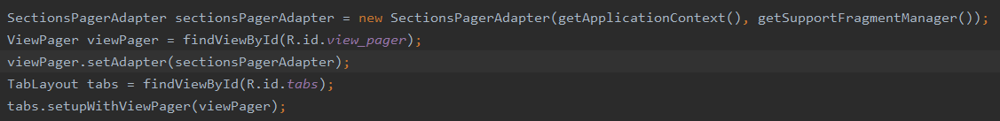 SectionsPagerAdapter sectionsPagerAdapter = new SectionsPagerAdapter(getApplicationContext(), getSupportFragmentManager());
ViewPager viewPager = findViewById(R.id.view_pager);
viewPager.setAdapter(sectionsPagerAdapter);
TabLayout tabs = findViewById(R.id.tabs);
tabs.setupWithViewPager(viewPager);